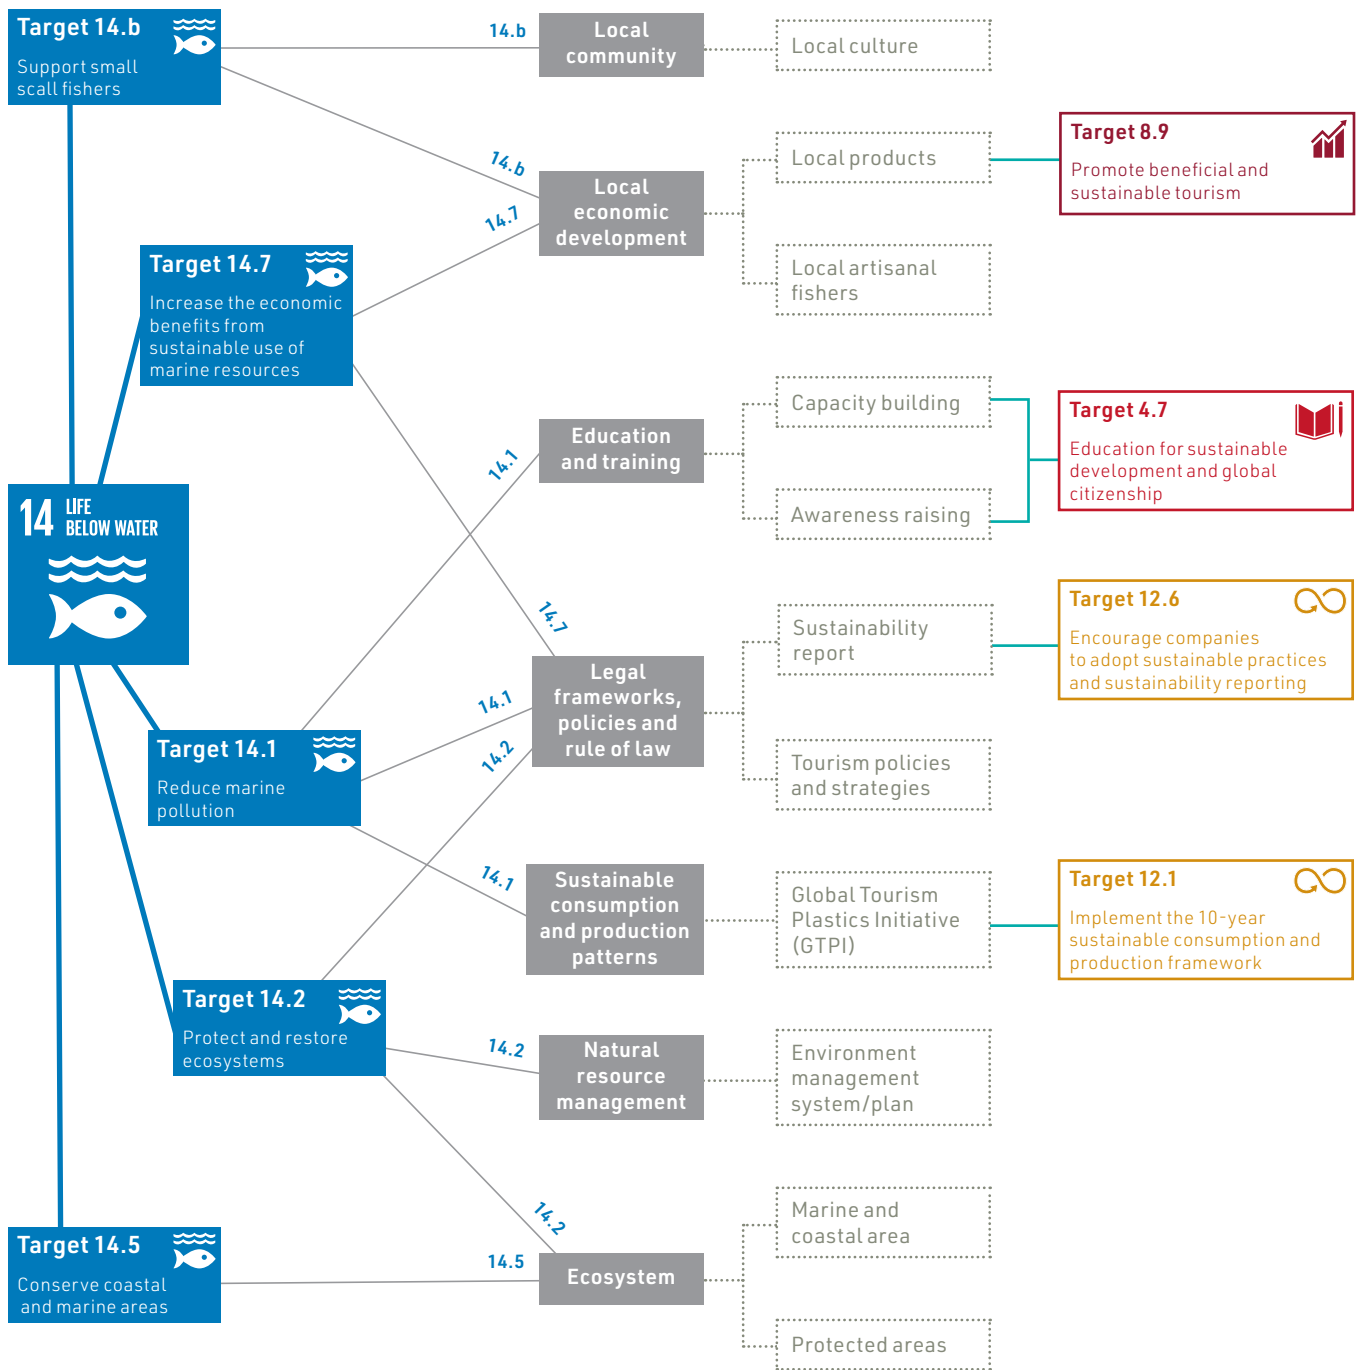 Target 14.b
Support small
scall fishers
14.b
Local
community
Local culture
14.b
14.7
Local
economic
development
Local products
Local artisanal
fishers
Target 8.9
Promote beneficial and
sustainable tourism
Target 14.7
Increase the economic
benefits from
sustainable use of
marine resources
14.1
Education
and training
Capacity building
Awareness raising
Target 4.7
Education for sustainable
development and global
citizenship
14 LIFE
BELOW WATER
14.7
14.1
14.2
Legal
frameworks,
policies and
rule of law
Sustainability
report
Tourism policies
and strategies
Target 12.6
Encourage companies
to adopt sustainable practices
and sustainability reporting
Target 14.1
Reduce marine
pollution
14.1
Sustainable
consumption
and production
patterns
Global Tourism
Plastics Initiative
(GTPI)
Target 12.1
Implement the 10-year
sustainable consumption and
production framework
Target 14.2
Protect and restore
ecosystems
14.2
Natural
resource
management
Environment
management
system/plan
14.2
14.5
Ecosystem
Marine and
coastal area
Protected areas
Target 14.5
Conserve coastal
and marine areas